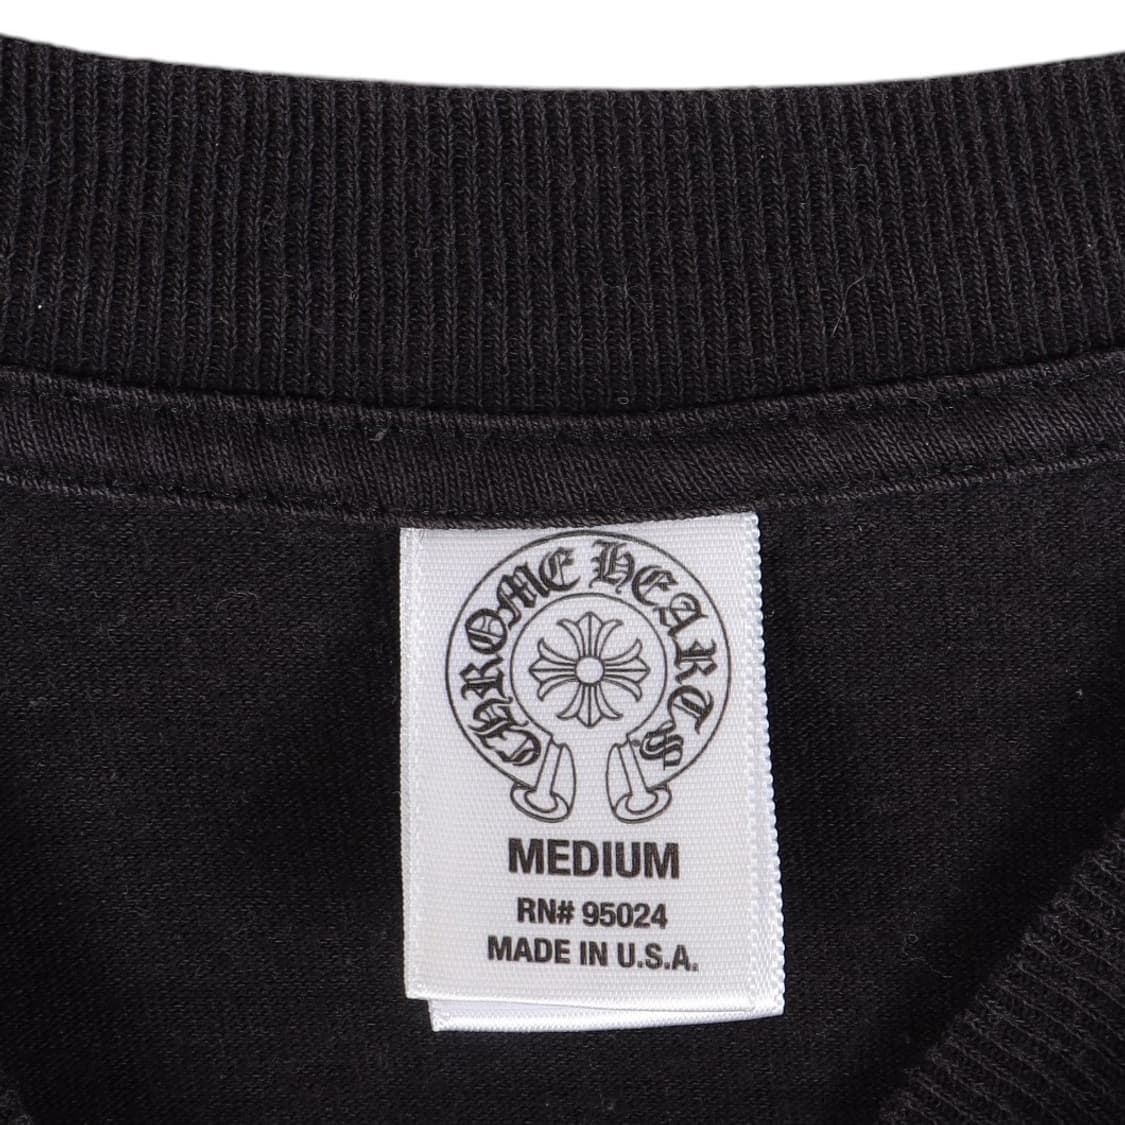 CHROME HEARTS
MEDIUM
RN# 95024
MADE IN U.S.A.